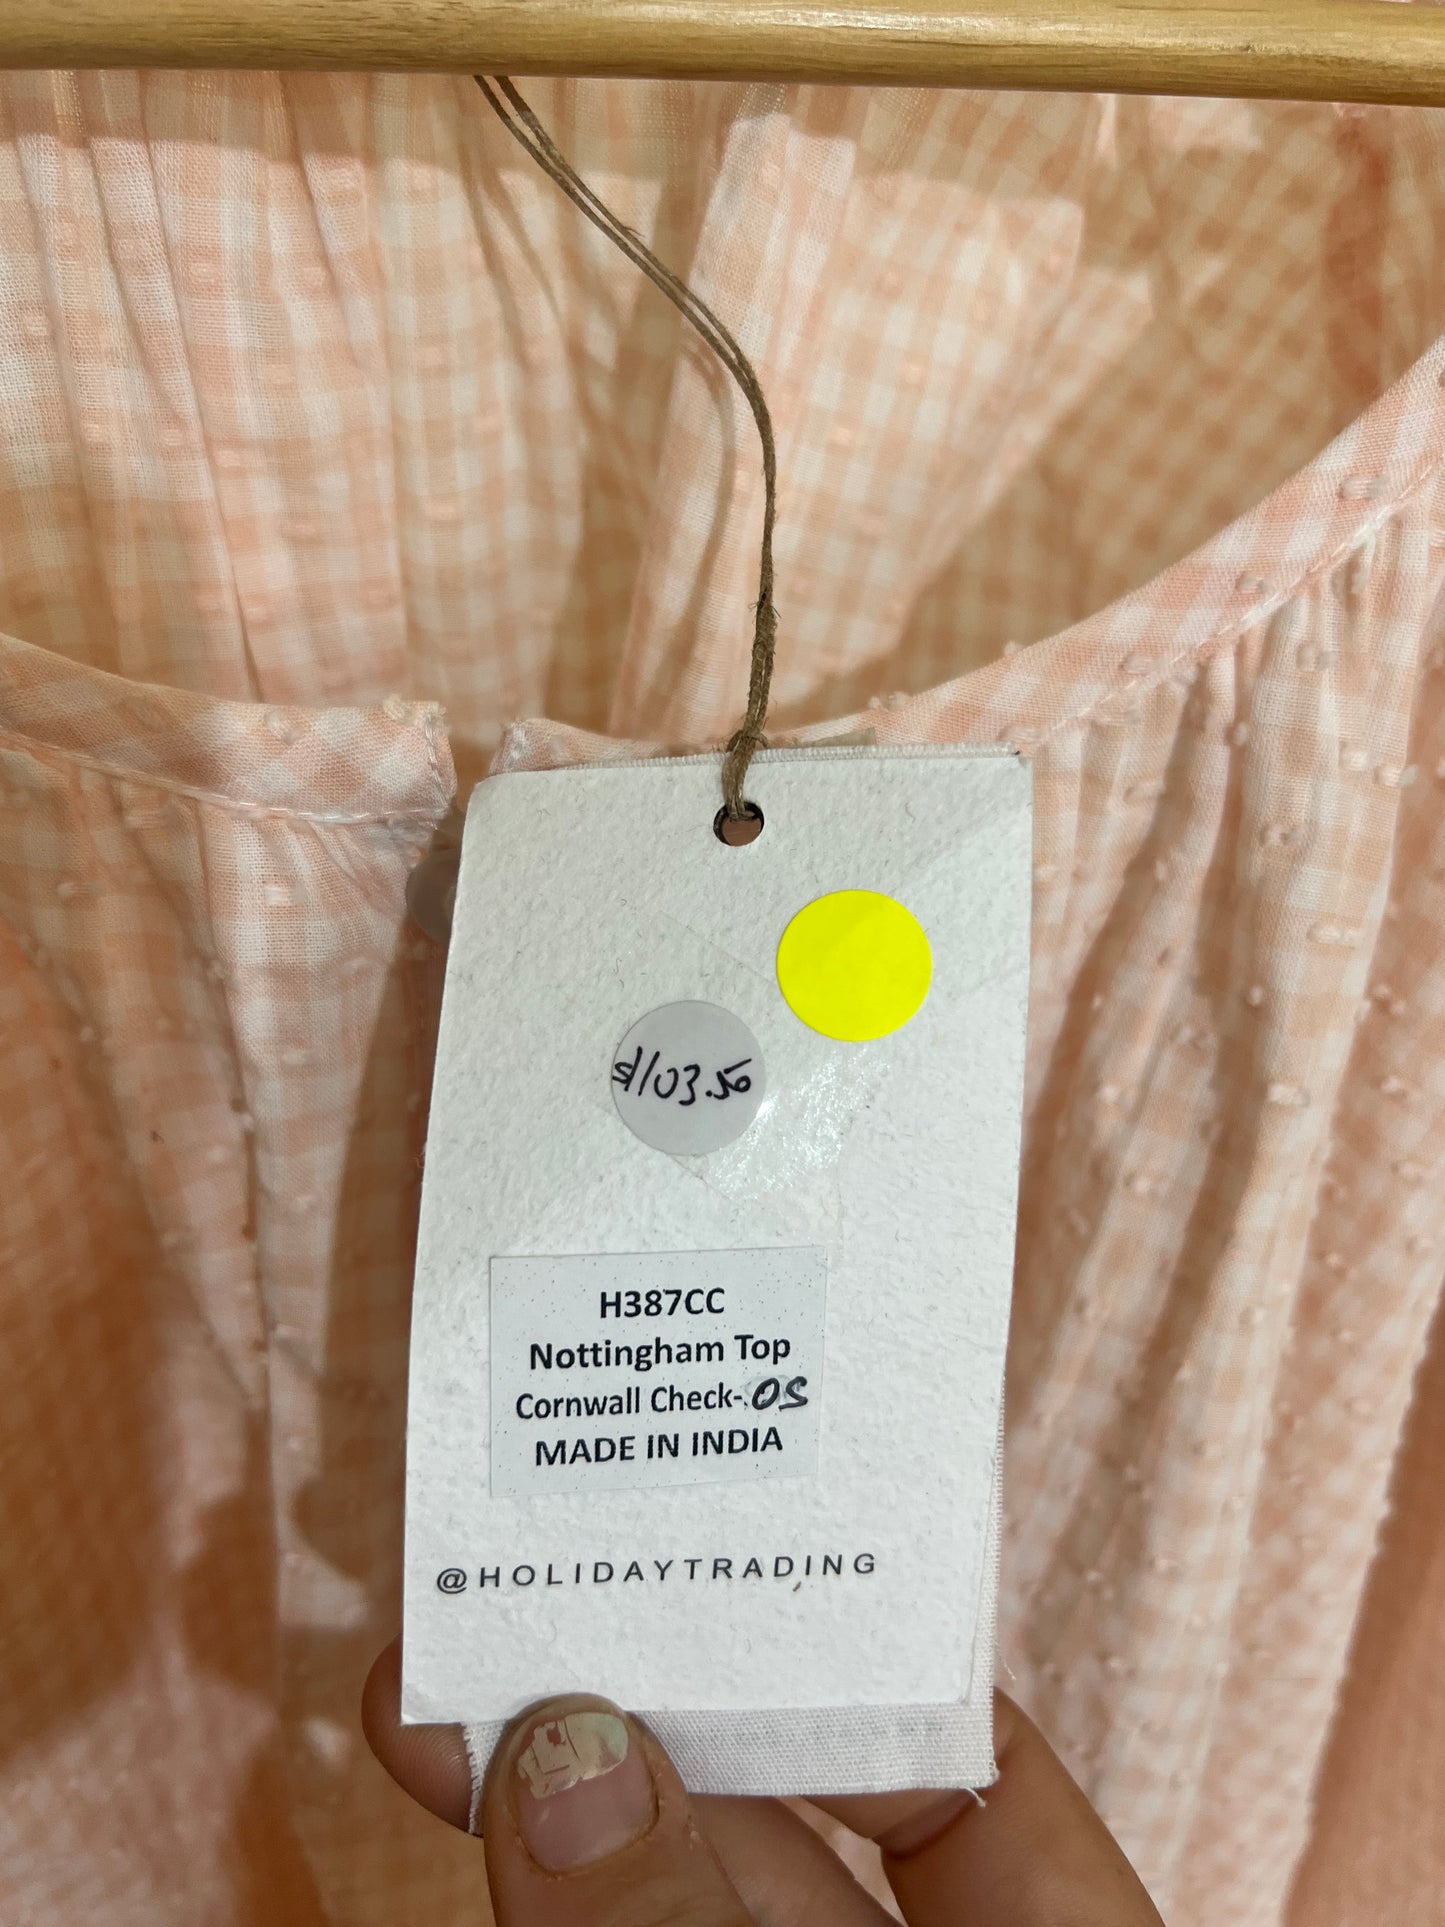 $103.50
H387CC
Nottingham Top
Cornwall Check-OS
MADE IN INDIA
@HOLIDAYTRADING